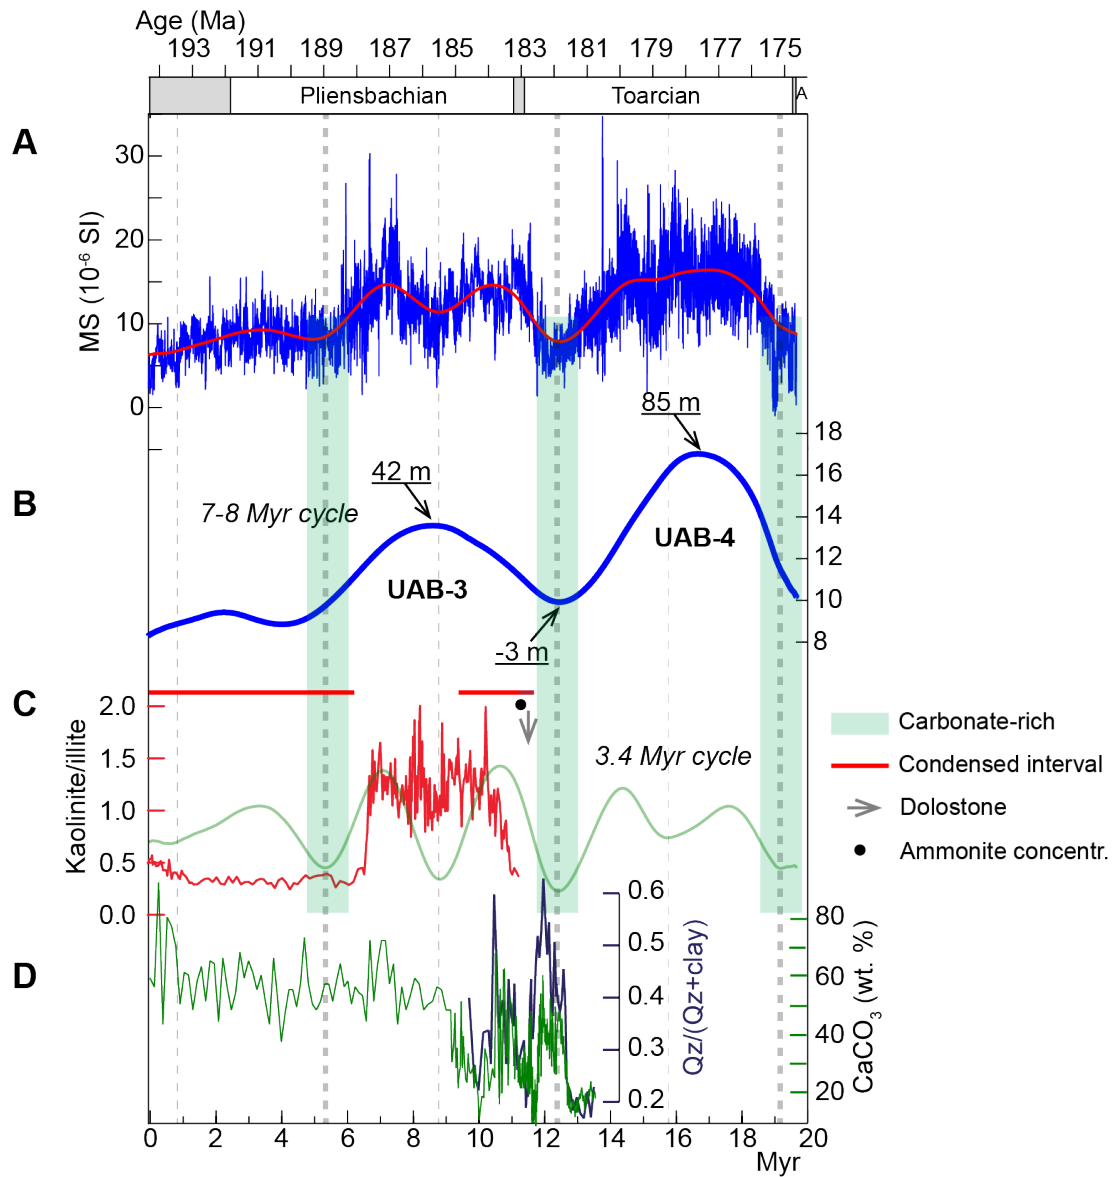 Age (Ma)
193 191 189 187 185 183 181 179 177 175
Pliensbachian Toarcian A
A
30
20
10
0
MS (10-6 SI)
85 m
42 m
B
7-8 Myr cycle
UAB-3
UAB-4
-3 m
18
16
14
12
10
8
C
Kaolinite/illite
2.0
1.5
1.0
0.5
0.0
3.4 Myr cycle
Carbonate-rich
Condensed interval
Dolostone
Ammonite concentr.
D
0.6
0.5
0.4
0.3
0.2
Qz/(Qz+clay)
80
60
40
20
CaCO3 (wt. %)
0 2 4 6 8 10 12 14 16 18 20
Myr